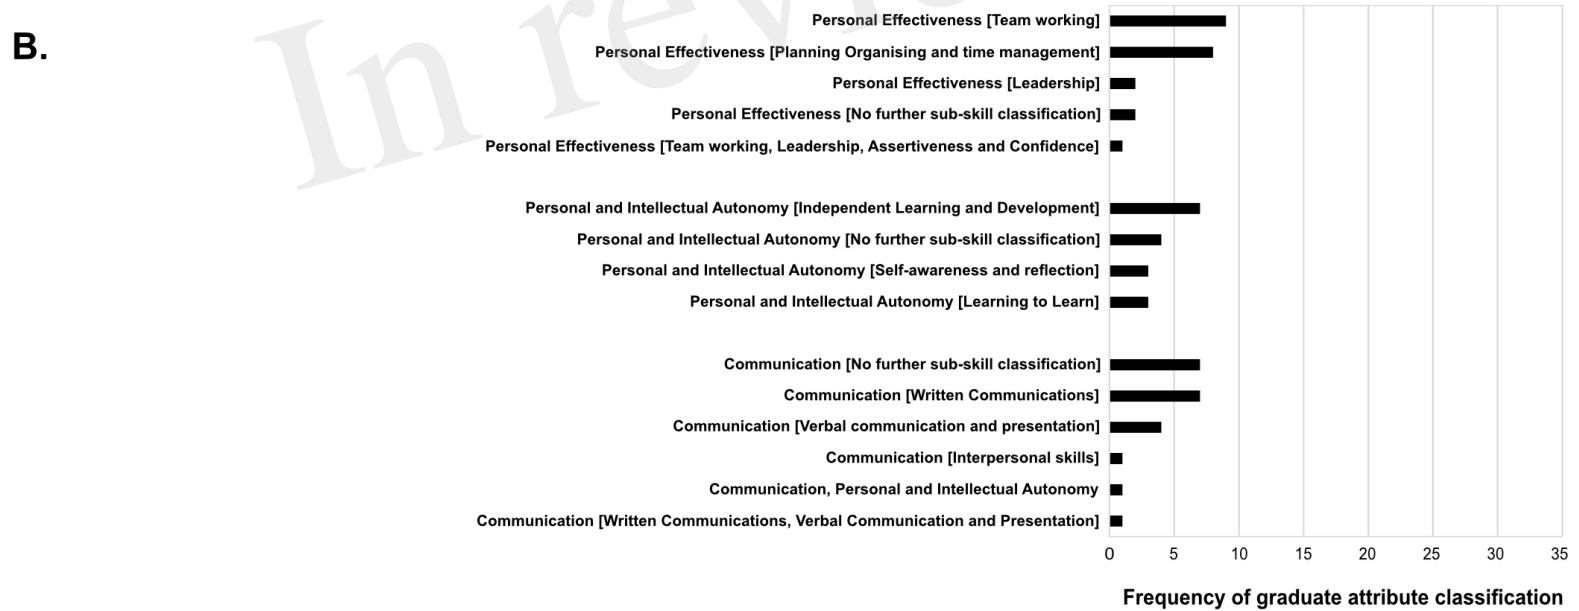 In rev
B.
Personal Effectiveness [Team working]
Personal Effectiveness [Planning Organising and time management]
Personal Effectiveness [Leadership]
Personal Effectiveness [No further sub-skill classification]
Personal Effectiveness [Team working, Leadership, Assertiveness and Confidence]
Personal and Intellectual Autonomy [Independent Learning and Development]
Personal and Intellectual Autonomy [No further sub-skill classification]
Personal and Intellectual Autonomy [Self-awareness and reflection]
Personal and Intellectual Autonomy [Learning to Learn]
Communication [No further sub-skill classification]
Communication [Written Communications]
Communication [Verbal communication and presentation]
Communication [Interpersonal skills]
Communication, Personal and Intellectual Autonomy
Communication [Written Communications, Verbal Communication and Presentation]
0 5 10 15 20 25 30 35
Frequency of graduate attribute classification